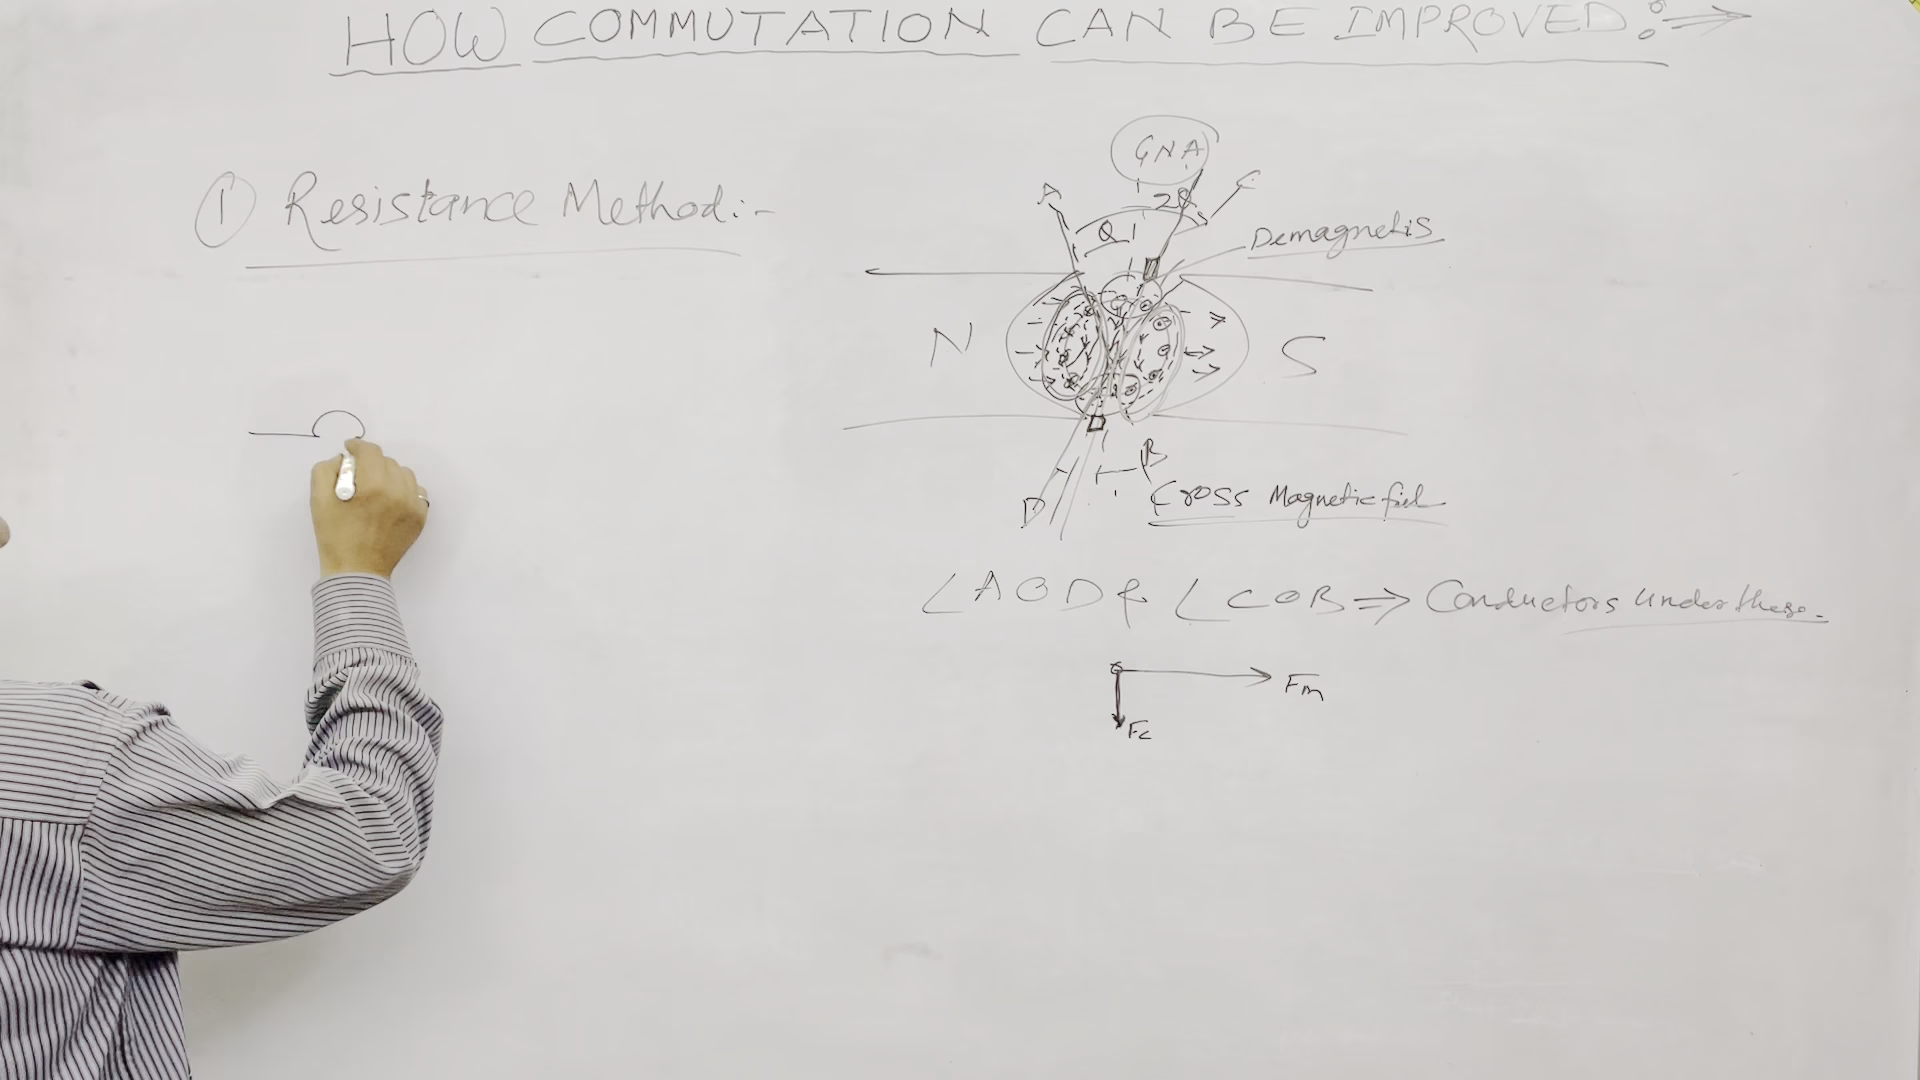 HOW COMMUTATION CAN BE IMPROVED:⇒
① Resistance Method:-
GNA
A
2θ
C
θ
Demagnetis
N
S
B
D
Cross Magnetic fiel
∠AOD & ∠COB ⇒ Conductors under these-
Fm
Fc